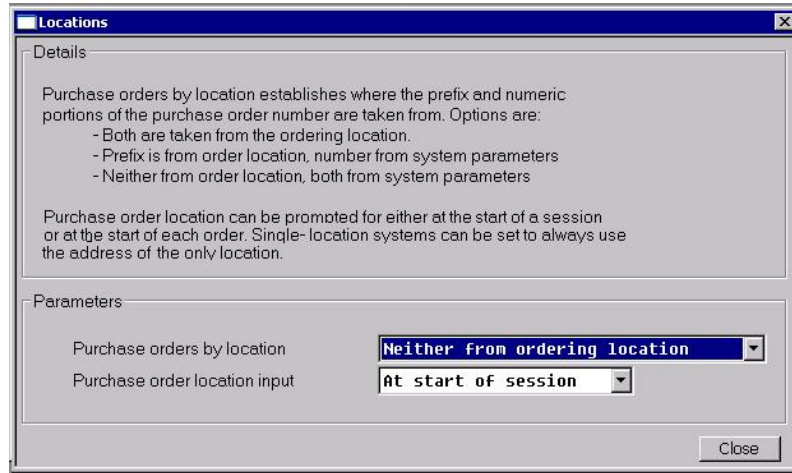 Locations
Details
Purchase orders by location establishes where the prefix and numeric
portions of the purchase order number are taken from. Options are:
- Both are taken from the ordering location.
- Prefix is from order location, number from system parameters
- Neither from order location, both from system parameters
Purchase order location can be prompted for either at the start of a session
or at the start of each order. Single- location systems can be set to always use
the address of the only location.
Parameters
Purchase orders by location Neither from ordering location
Purchase order location input At start of session
Close